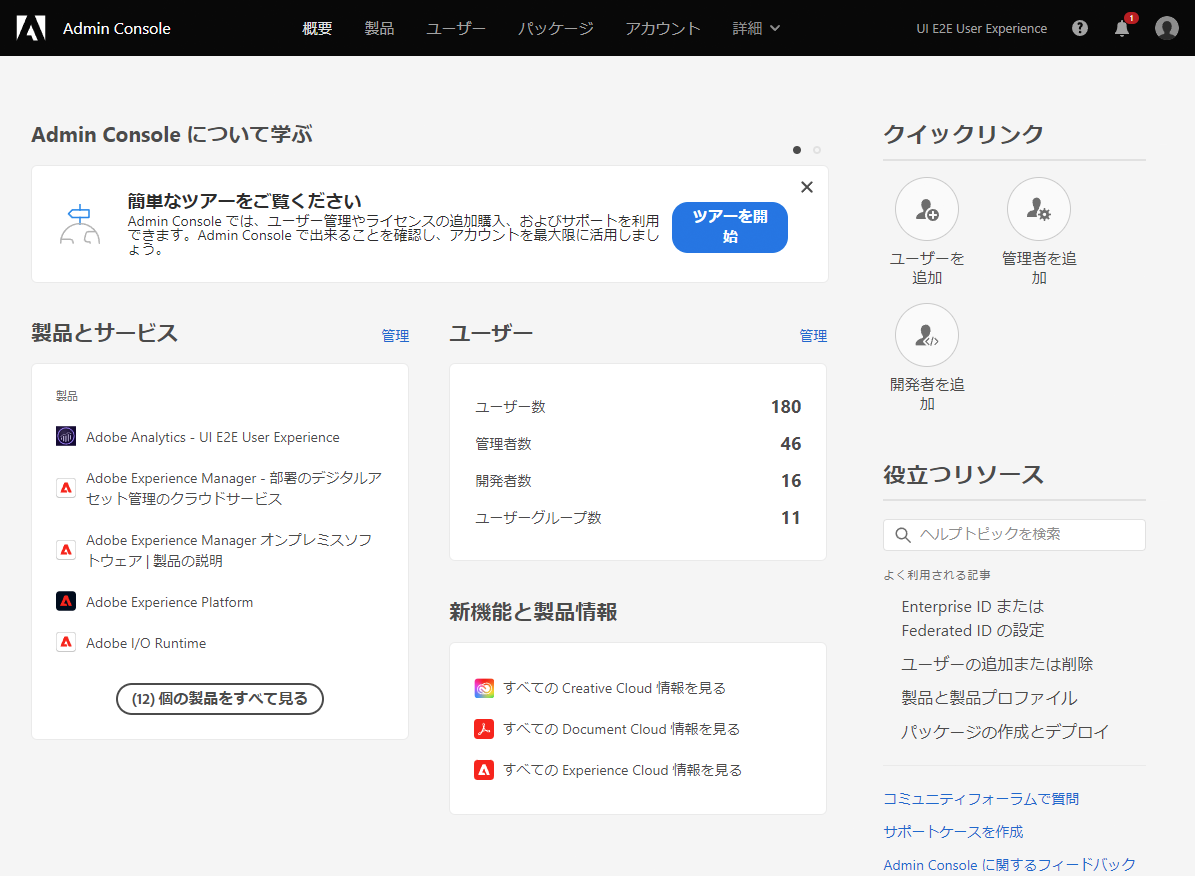 Admin Console
概要
製品
ユーザー
パッケージ
アカウント
詳細
UI E2E User Experience
?
1
Admin Console について学ぶ
簡単なツアーをご覧ください
Admin Console では、ユーザー管理やライセンスの追加購入、およびサポートを利用
できます。Admin Console で出来ることを確認し、アカウントを最大限に活用しまし
ょう。
ツアーを開
始
製品とサービス
管理
製品
Adobe Analytics - UI E2E User Experience
Adobe Experience Manager - 部署のデジタルア
セット管理のクラウドサービス
Adobe Experience Manager オンプレミスソフ
トウェア | 製品の説明
Adobe Experience Platform
Adobe I/O Runtime
(12) 個の製品をすべて見る
ユーザー
管理
ユーザー数 180
管理者数 46
開発者数 16
ユーザーグループ数 11
新機能と製品情報
すべての Creative Cloud 情報を見る
すべての Document Cloud 情報を見る
すべての Experience Cloud 情報を見る
クイックリンク
ユーザーを
追加
管理者を追
加
開発者を追
加
役立つリソース
ヘルプトピックを検索
よく利用される記事
Enterprise ID または
Federated ID の設定
ユーザーの追加または削除
製品と製品プロファイル
パッケージの作成とデプロイ
コミュニティフォーラムで質問
サポートケースを作成
Admin Console に関するフィードバック